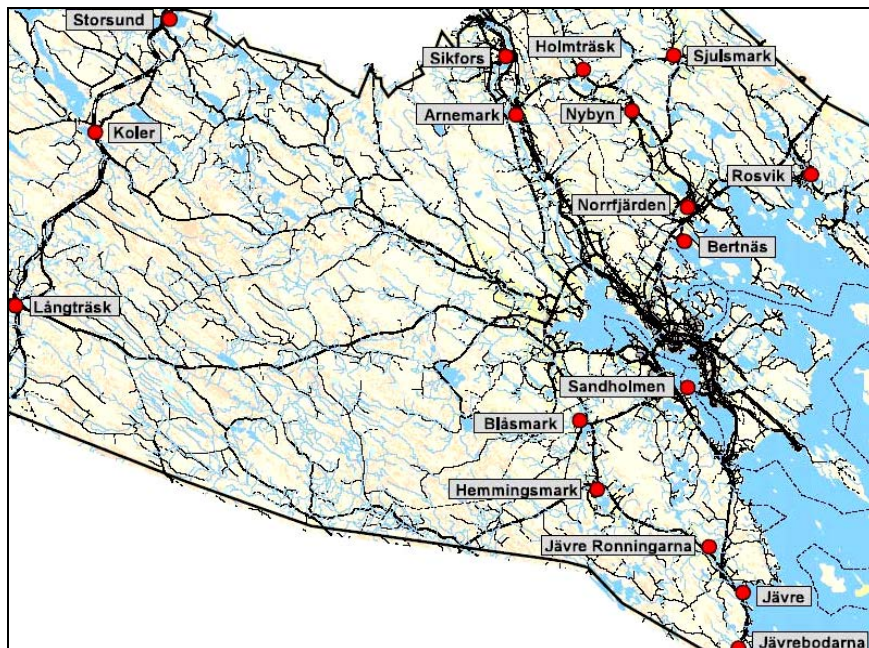 Storsund
Sikfors
Holmträsk
Sjulsmark
Arnemark
Nybyn
Koler
Rosvik
Norrfjärden
Bertnäs
Långträsk
Sandholmen
Blåsmark
Hemmingsmark
Jävre Ronningarna
Jävre
Jävrebodarna